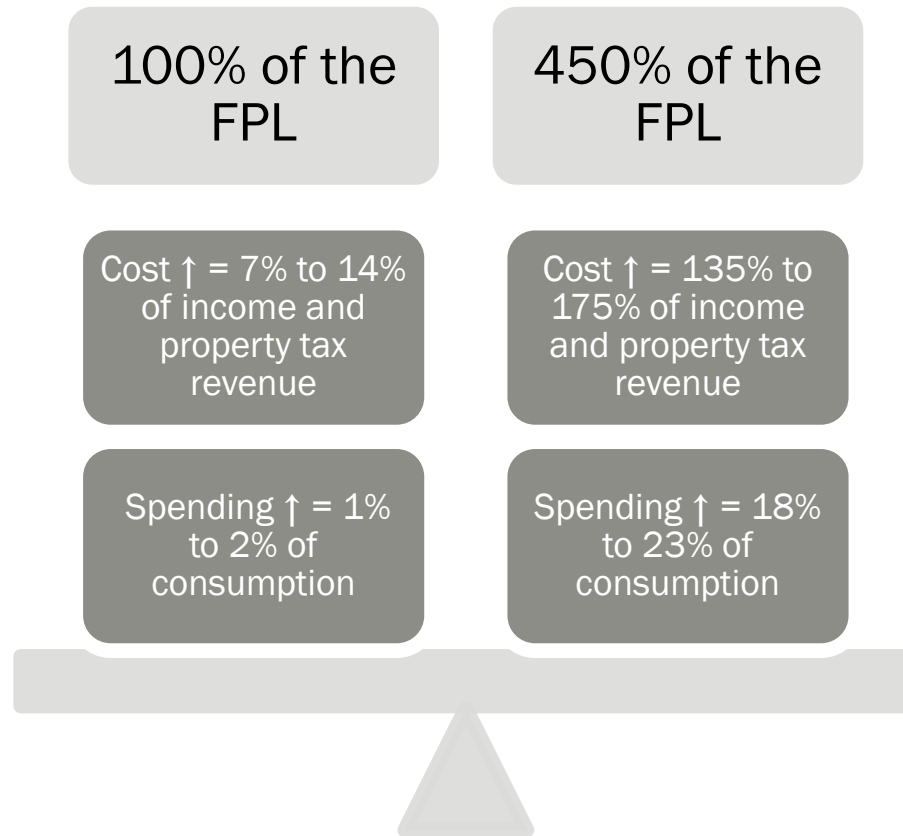 100% of the
FPL
450% of the
FPL
Cost ↑ = 7% to 14%
of income and
property tax
revenue
Cost ↑ = 135% to
175% of income
and property tax
revenue
Spending ↑ = 1%
to 2% of
consumption
Spending ↑ = 18%
to 23% of
consumption